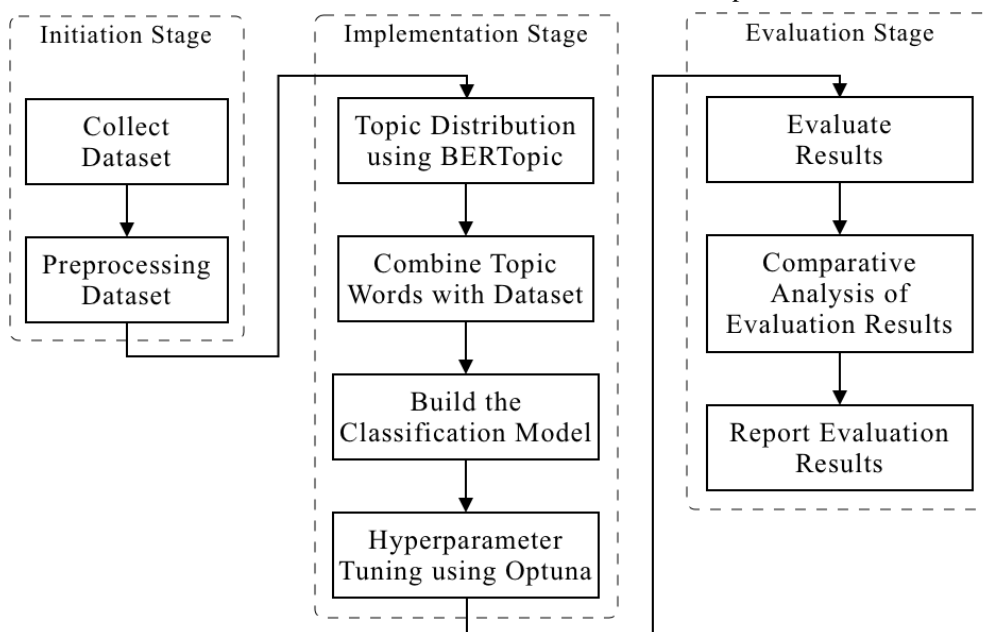 Initiation Stage
Collect
Dataset
Preprocessing
Dataset
Implementation Stage
Topic Distribution
using BERTopic
Combine Topic
Words with Dataset
Build the
Classification Model
Hyperparameter
Tuning using Optuna
Evaluation Stage
Evaluate
Results
Comparative
Analysis of
Evaluation Results
Report Evaluation
Results